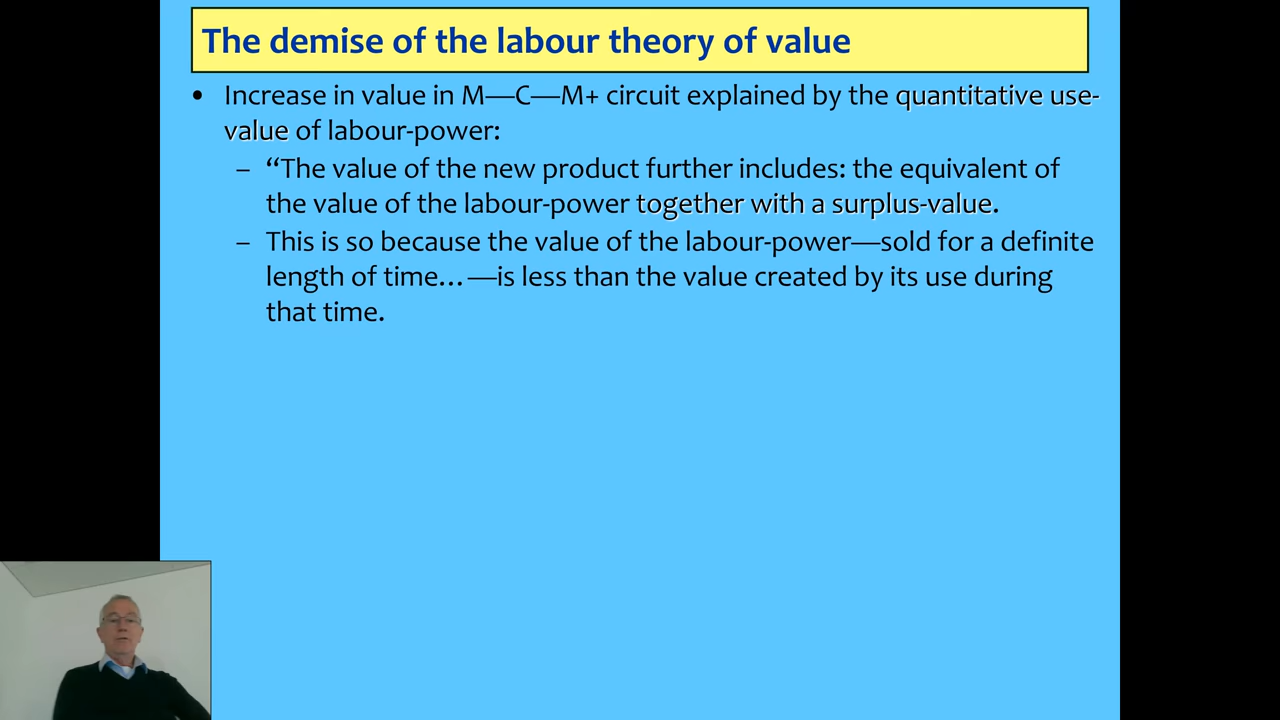 The demise of the labour theory of value
• Increase in value in M—C—M+ circuit explained by the quantitative use-
value of labour-power:
– “The value of the new product further includes: the equivalent of
the value of the labour-power together with a surplus-value.
– This is so because the value of the labour-power—sold for a definite
length of time…—is less than the value created by its use during
that time.